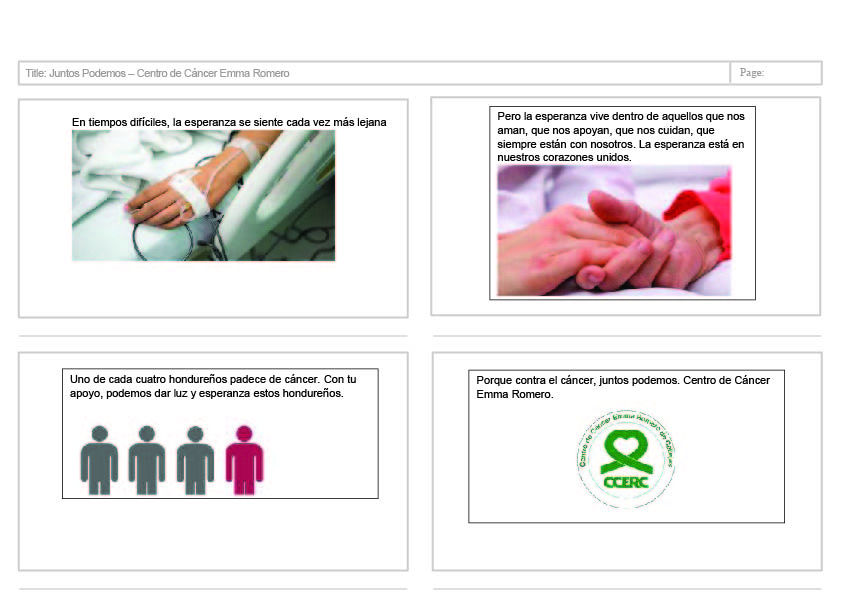 Title: Juntos Podemos – Centro de Cáncer Emma Romero
Page:
En tiempos difíciles, la esperanza se siente cada vez más lejana
Pero la esperanza vive dentro de aquellos que nos
aman, que nos apoyan, que nos cuidan, que
siempre están con nosotros. La esperanza está en
nuestros corazones unidos.
Uno de cada cuatro hondureños padece de cáncer. Con tu
apoyo, podemos dar luz y esperanza estos hondureños.
Porque contra el cáncer, juntos podemos. Centro de Cáncer
Emma Romero.
Centro de Cáncer Emma Romero de
CCERC